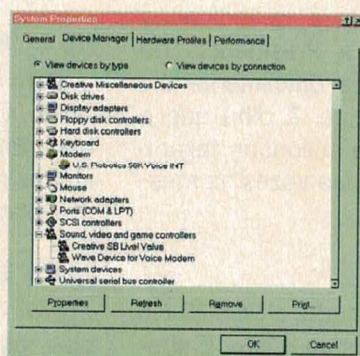 System Properties
General Device Manager Hardware Profiles Performance
View devices by type View devices by connection
Creative Miscellaneous Devices
Disk drives
Display adapters
Floppy disk controllers
Hard disk controllers
Keyboard
Modem
U.S. Robotics 56K Voice INT
Monitors
Mouse
Network adapters
Ports (COM & LPT)
SCSI controllers
Sound, video and game controllers
Creative SB Live! Value
Wave Device for Voice Modem
System devices
Universal serial bus controller
Properties Refresh Remove Print...
OK Cancel